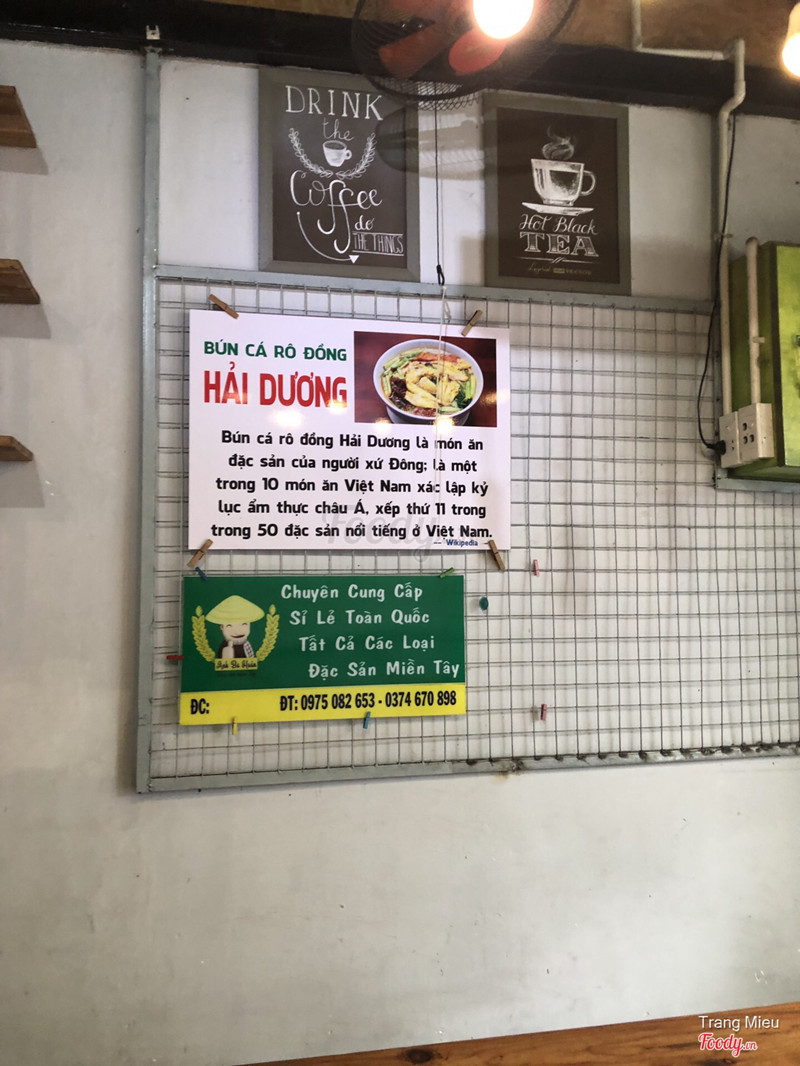 DRINK
the
Coffee
do
THE THINGS
Hot Black
TEA
BÚN CÁ RÔ ĐỒNG
HẢI DƯƠNG
Bún cá rô đồng Hải Dương là món ăn
đặc sản của người xứ Đông; là một
trong 10 món ăn Việt Nam xác lập kỷ
lục ẩm thực châu Á, xếp thứ 11 trong
trong 50 đặc sản nổi tiếng ở Việt Nam.
Wikipedia
Foody
Chuyên Cung Cấp
Sỉ Lẻ Toàn Quốc
Tất Cả Các Loại
Đặc Sản Miền Tây
ĐC:
ĐT: 0975 082 653 - 0374 670 898
Trang Mieu
Foody.vn